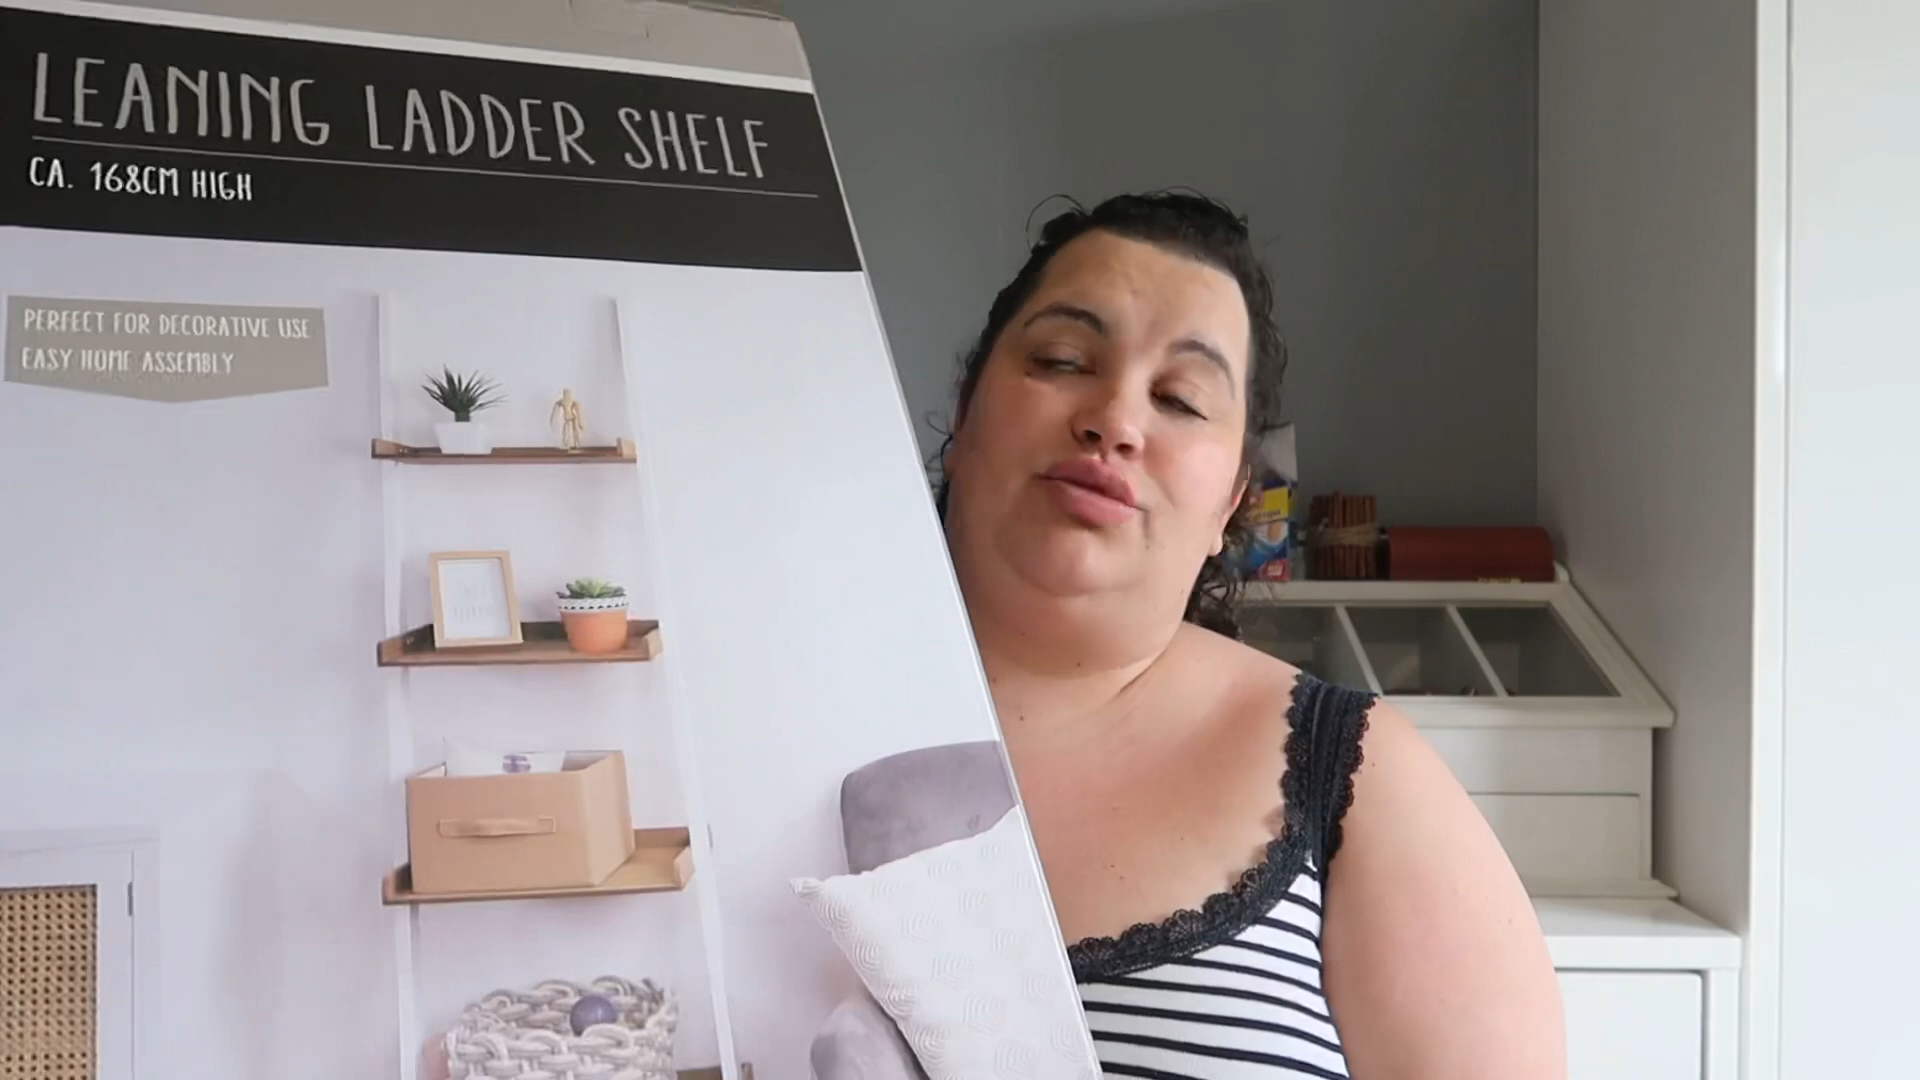 LEANING LADDER SHELF
CA. 168CM HIGH
PERFECT FOR DECORATIVE USE
EASY HOME ASSEMBLY